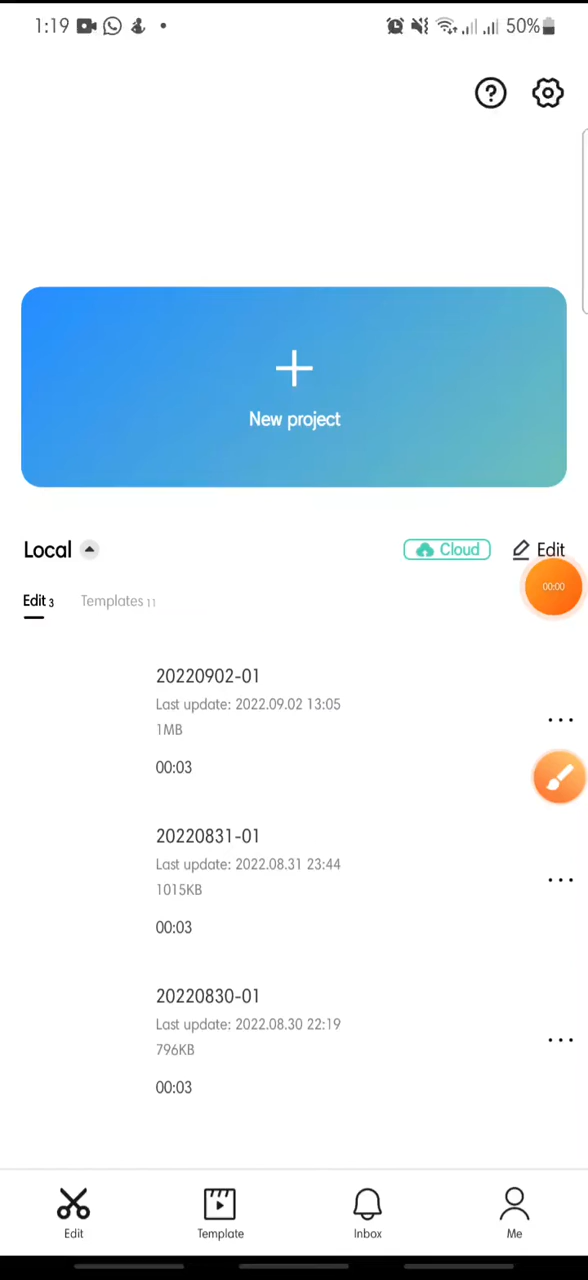 1:19 50%
New project
Local Cloud Edit
00:00
Edit 3 Templates 11
20220902-01
Last update: 2022.09.02 13:05
1MB
00:03
20220831-01
Last update: 2022.08.31 23:44
1015KB
00:03
20220830-01
Last update: 2022.08.30 22:19
796KB
00:03
Edit Template Inbox Me